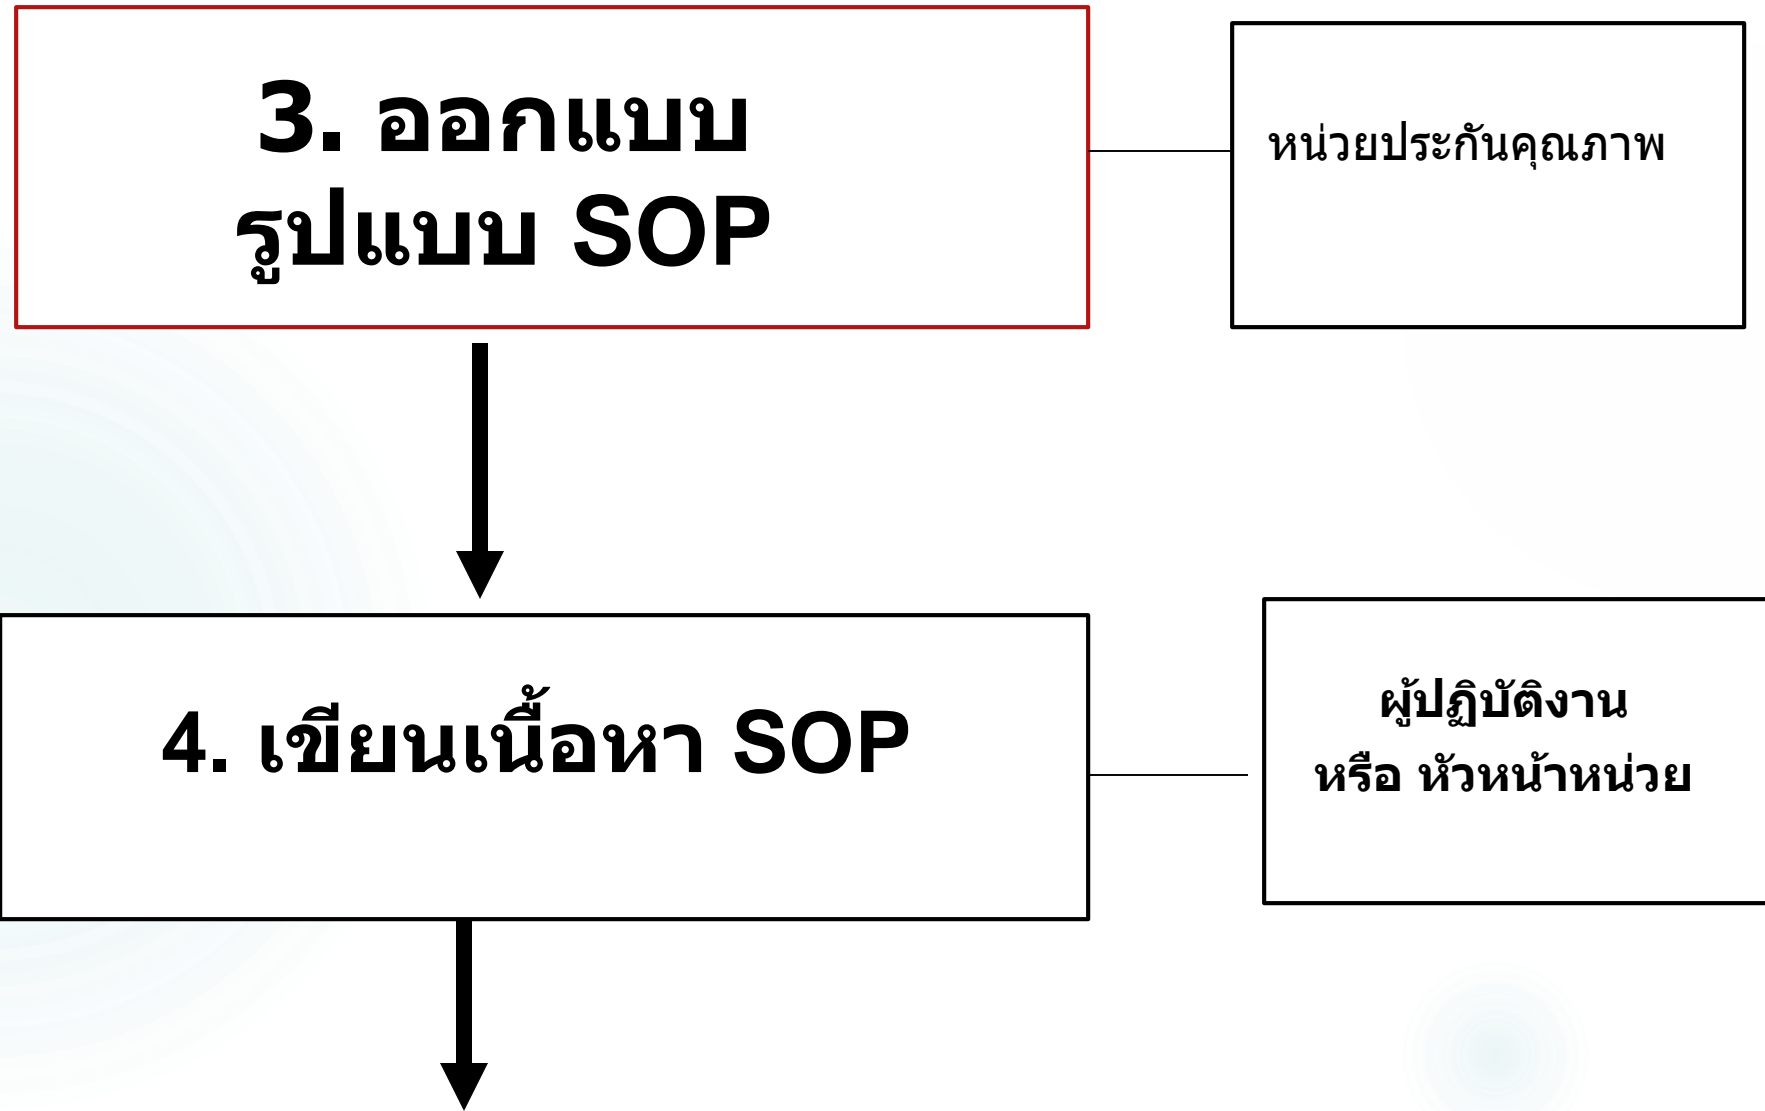 3. ออกแบบ
รูปแบบ SOP
หน่วยประกันคุณภาพ
4. เขียนเนื้อหา SOP
ผู้ปฏิบัติงาน
หรือ หัวหน้าหน่วย